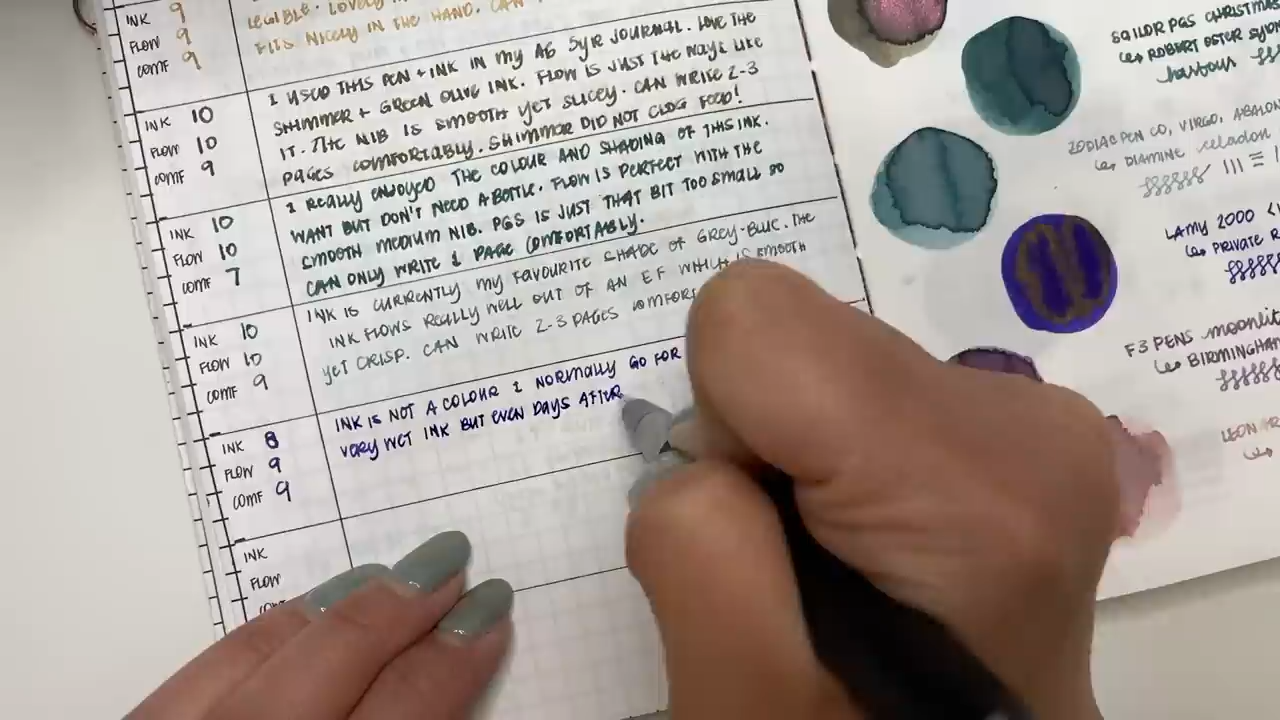 INK 9
FLOW 9
COMF 9
LEGIBLE. LOVELY
FITS NICELY IN THE HAND. CAN
INK 10
FLOW 10
COMF 9
I USED THIS PEN + INK IN MY A6 5YR JOURNAL. LOVE THE
SHIMMER + GREEN OLIVE INK. FLOW IS JUST THE WAY I LIKE
IT. THE NIB IS SMOOTH YET SLICEY. CAN WRITE 2-3
PAGES COMFORTABLY. SHIMMER DID NOT CLOG FEED!
INK 10
FLOW 10
COMF 7
I REALLY ENJOYED THE COLOUR AND SHADING OF THIS INK.
WANT BUT DON'T NEED A BOTTLE. FLOW IS PERFECT WITH THE
SMOOTH MEDIUM NIB. PGS IS JUST THAT BIT TOO SMALL SO
CAN ONLY WRITE 1 PAGE COMFORTABLY.
INK 10
FLOW 10
COMF 9
INK IS CURRENTLY MY FAVOURITE SHADE OF GREY-BLUE. THE
INK FLOWS REALLY WELL OUT OF AN EF WHICH IS SMOOTH
YET CRISP. CAN WRITE 2-3 PAGES
INK 8
FLOW 9
COMF 9
INK IS NOT A COLOUR I NORMALLY GO FOR
VERY WET INK BUT EVEN DAYS AFTER
INK
FLOW
SAILOR PGS CHRISTMAS
ROBERT OSTER SYDNEY
harbour
ZODIAC PEN CO, VIRGO, ABALONE
DIAMINE celadon
LAMY 2000
PRIVATE R
F3 PENS moonlit
BIRMINGHAM